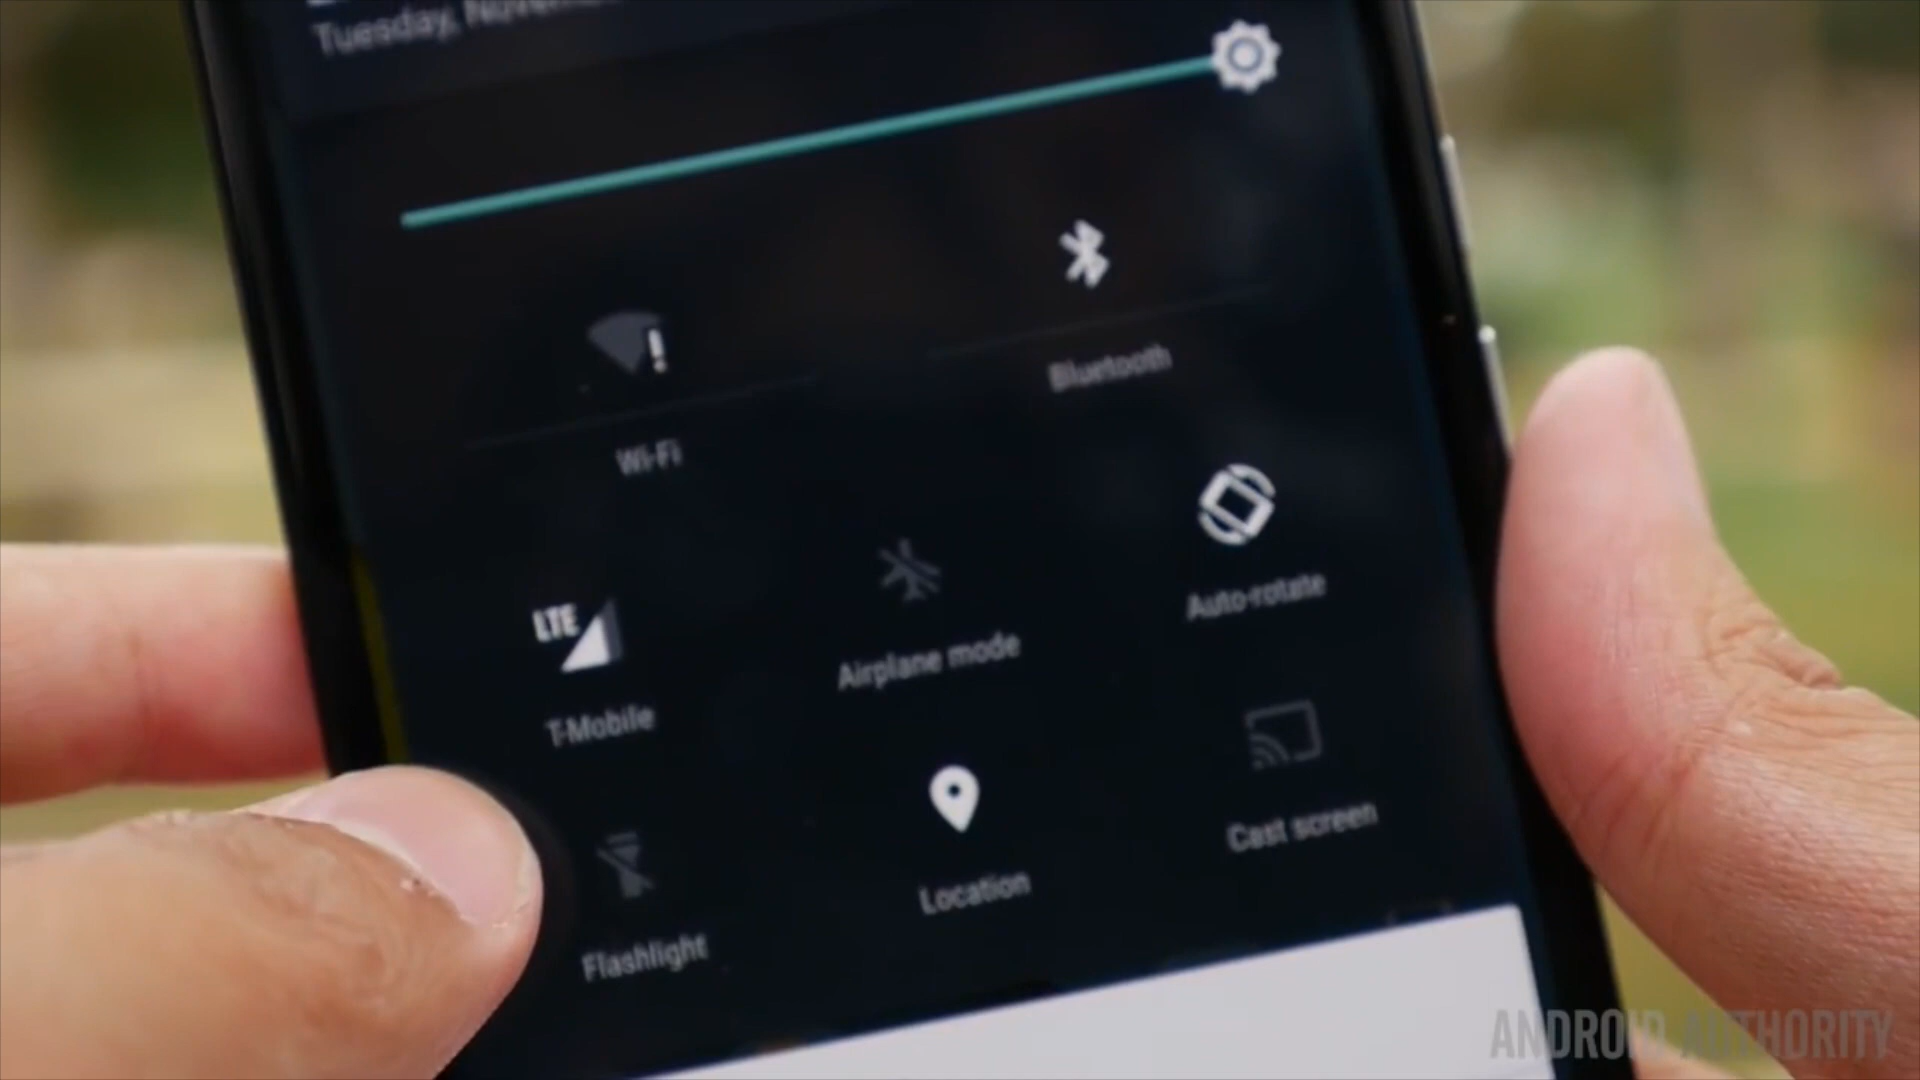 Tuesday,
Wi-Fi
Bluetooth
LTE
T-Mobile
Airplane mode
Auto-rotate
Flashlight
Location
Cast screen
ANDROID AUTHORITY